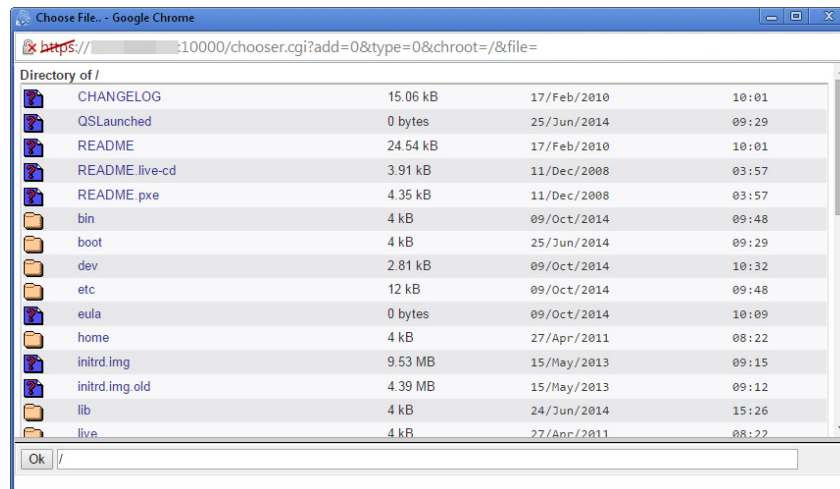 Choose File.. - Google Chrome
https:// :10000/chooser.cgi?add=0&type=0&chroot=/&file=
Directory of /
CHANGELOG 15.06 kB 17/Feb/2010 10:01
QSLaunched 0 bytes 25/Jun/2014 09:29
README 24.54 kB 17/Feb/2010 10:01
README.live-cd 3.91 kB 11/Dec/2008 03:57
README.pxe 4.35 kB 11/Dec/2008 03:57
bin 4 kB 09/Oct/2014 09:48
boot 4 kB 25/Jun/2014 09:29
dev 2.81 kB 09/Oct/2014 10:32
etc 12 kB 09/Oct/2014 09:48
eula 0 bytes 09/Oct/2014 10:09
home 4 kB 27/Apr/2011 08:22
initrd.img 9.53 MB 15/May/2013 09:15
initrd.img.old 4.39 MB 15/May/2013 09:12
lib 4 kB 24/Jun/2014 15:26
live 4 kB 27/Apr/2011 08:22
Ok /